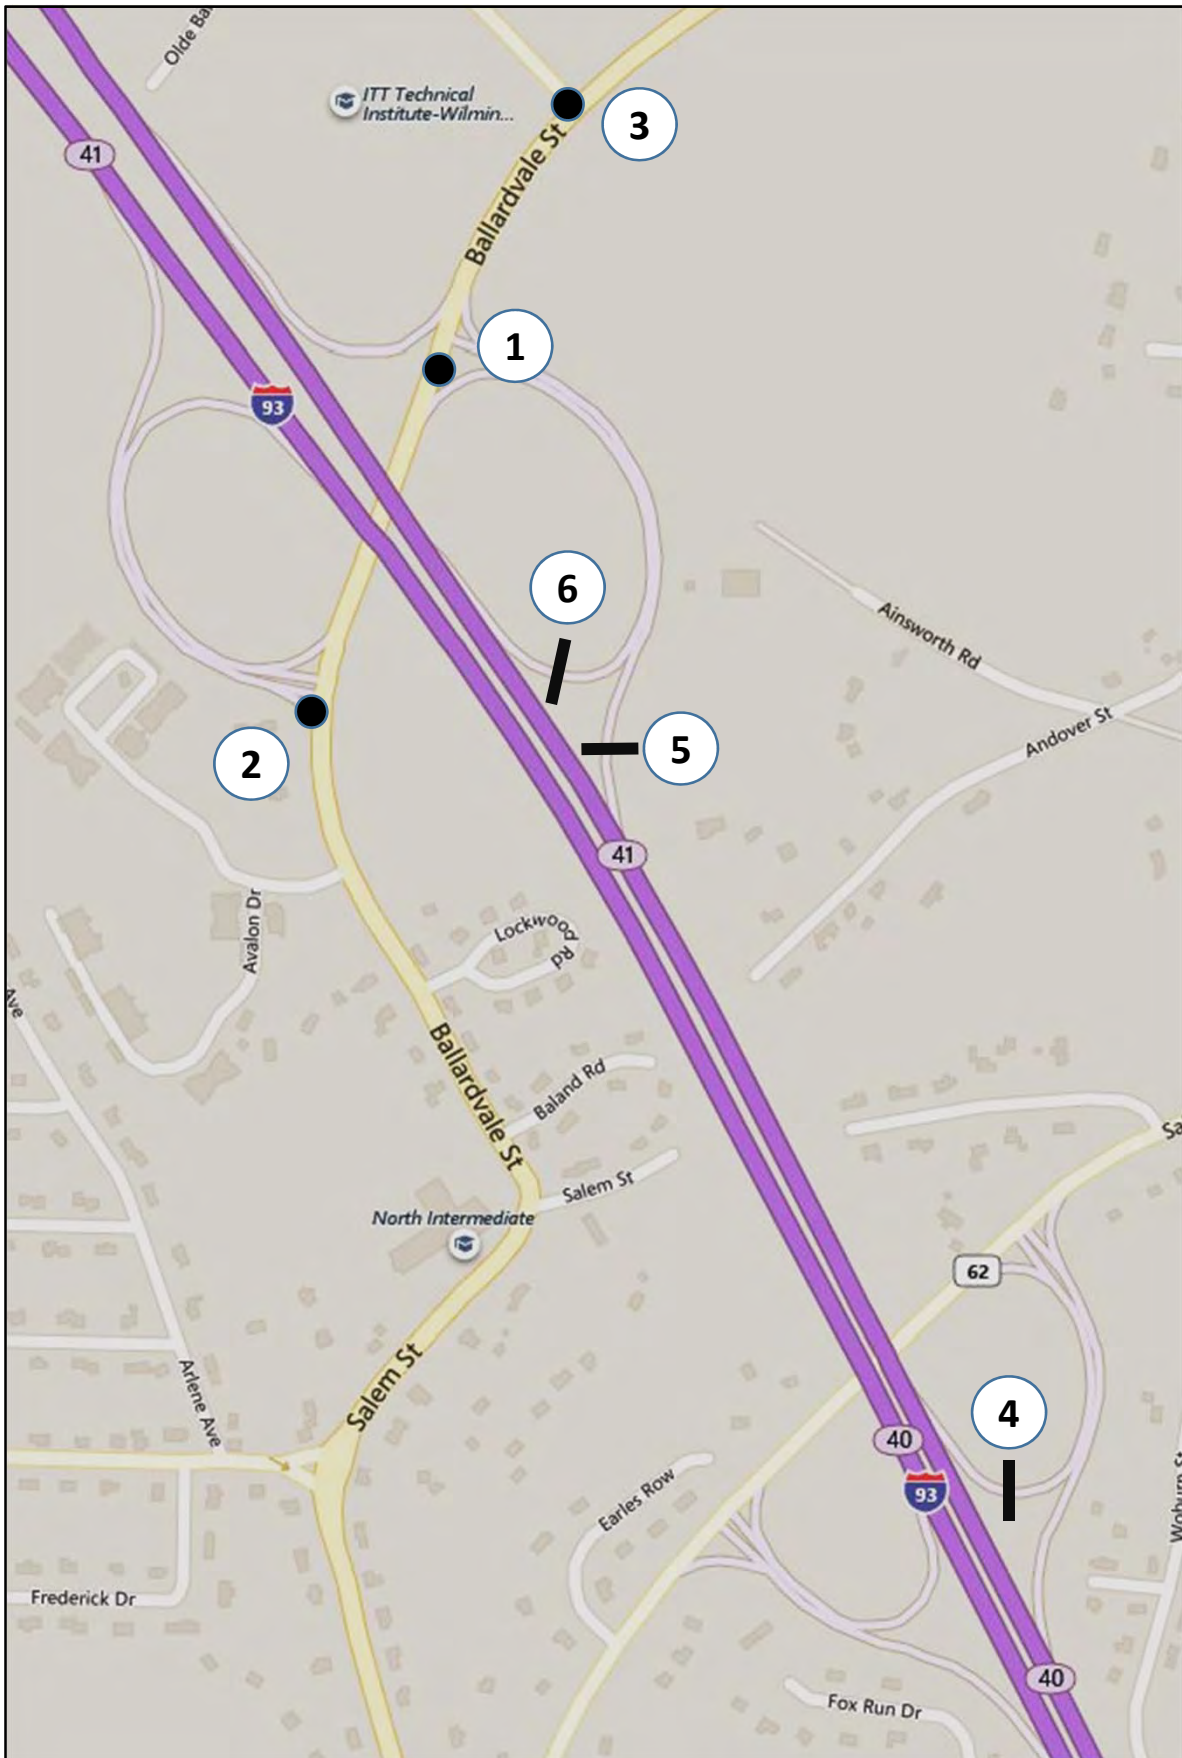 Olde Ba
ITT Technical
Institute-Wilmin...
3
41
Ballardvale St
1
93
6
Ainsworth Rd
Andover St
5
2
41
Avalon Dr
Lockwood
Rd
Ave
Ballardvale St
Baland Rd
Sa
Salem St
North Intermediate
62
Salem St
Arlene Ave
4
40
93
Earles Row
Woburn St
Frederick Dr
40
Fox Run Dr